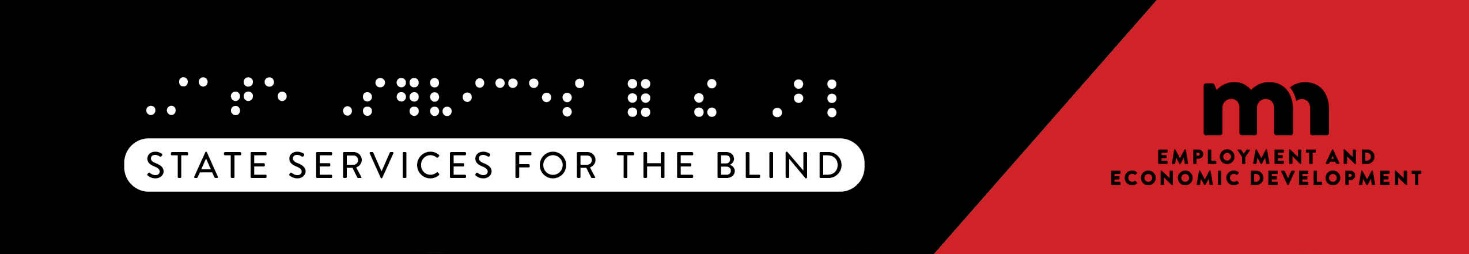 ⠠⠌⠁⠞⠑ ⠠⠎⠻⠧⠊⠉⠑⠎ ⠿ ⠮ ⠠⠃⠇
STATE SERVICES FOR THE BLIND
mn
EMPLOYMENT AND
ECONOMIC DEVELOPMENT